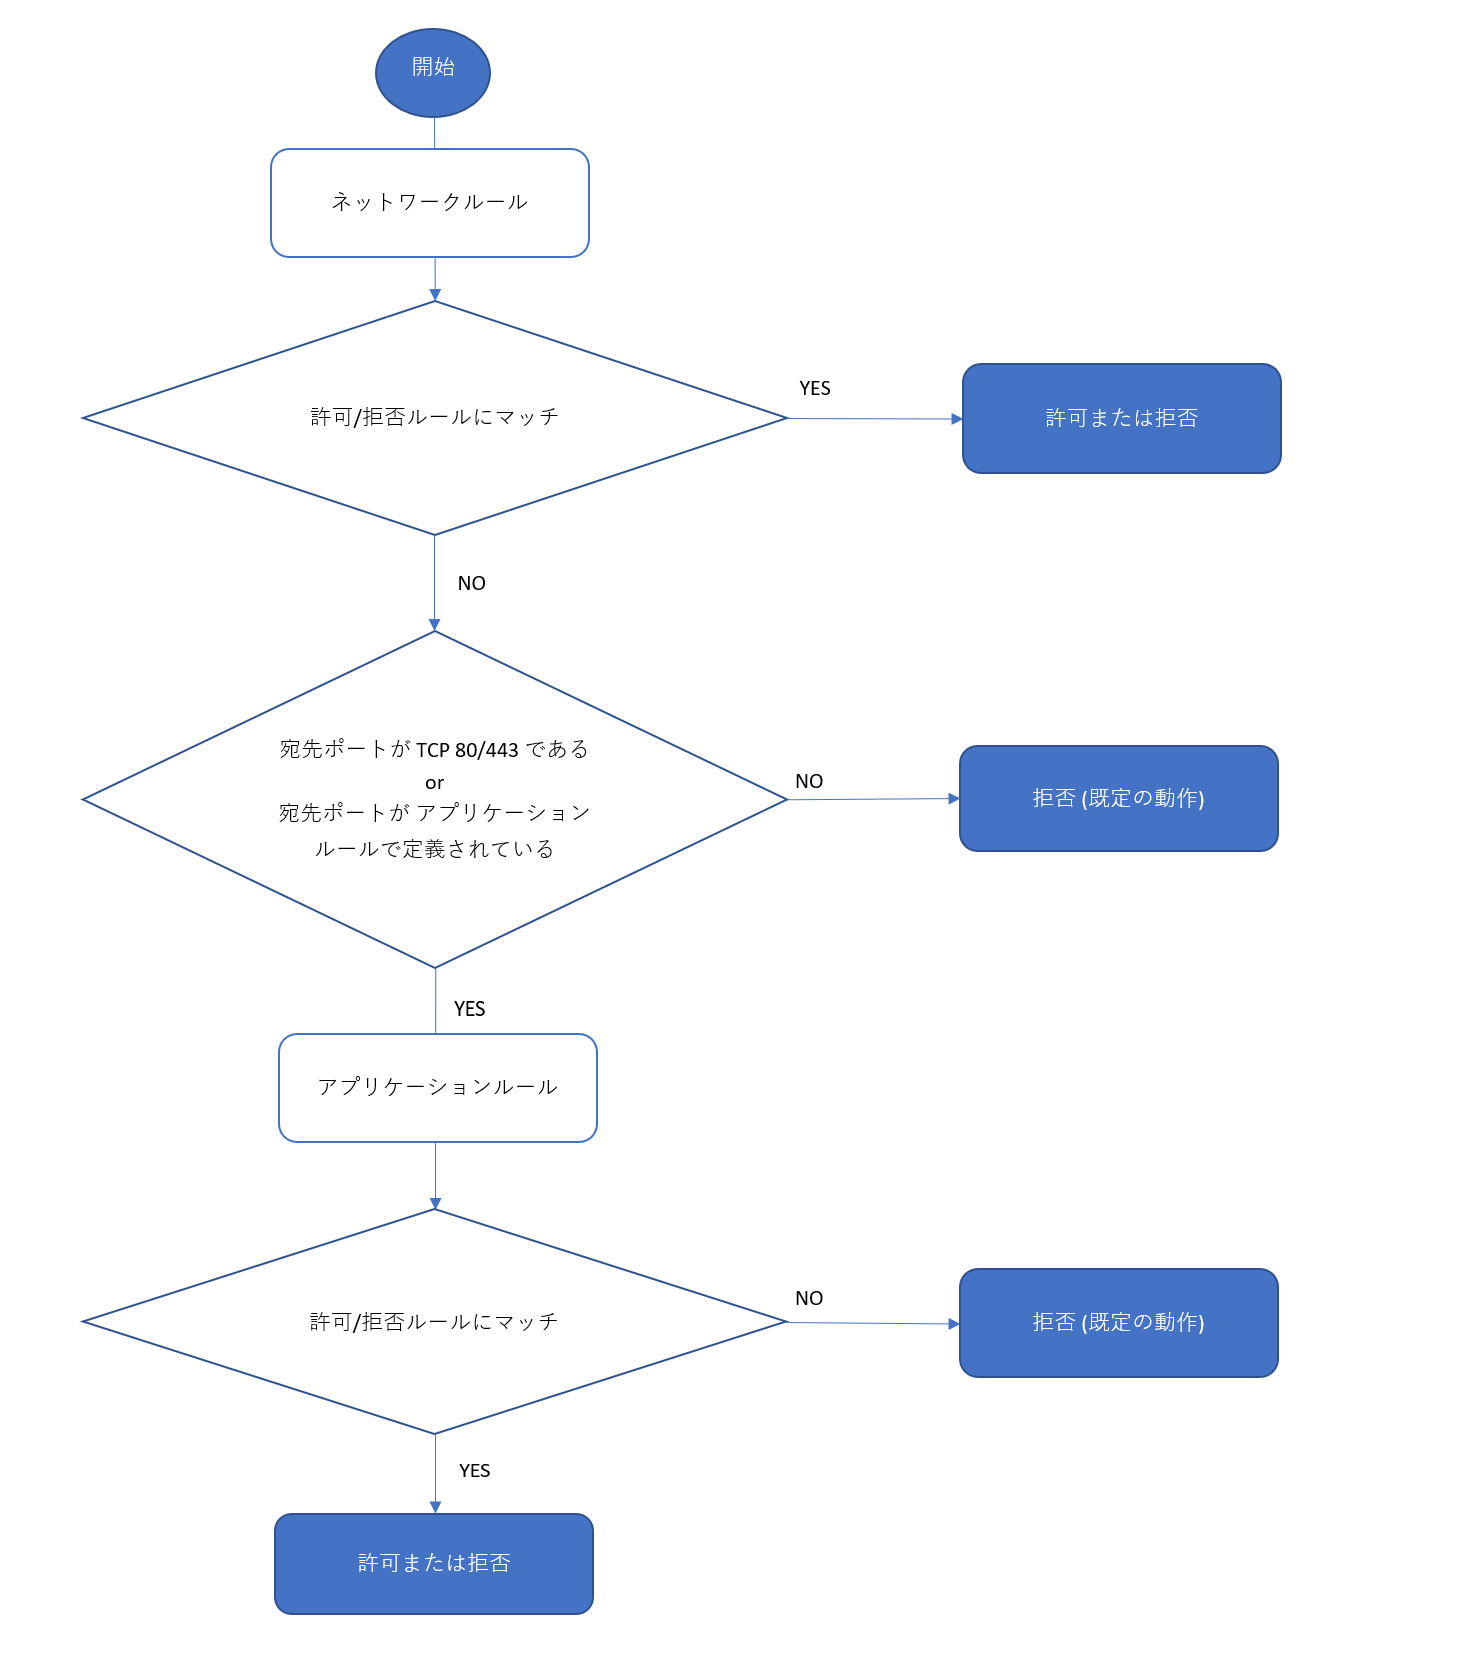 開始
ネットワークルール
許可/拒否ルールにマッチ
YES
許可または拒否
NO
宛先ポートが TCP 80/443 である
or
宛先ポートが アプリケーション
ルールで定義されている
NO
拒否 (既定の動作)
YES
アプリケーションルール
許可/拒否ルールにマッチ
NO
拒否 (既定の動作)
YES
許可または拒否